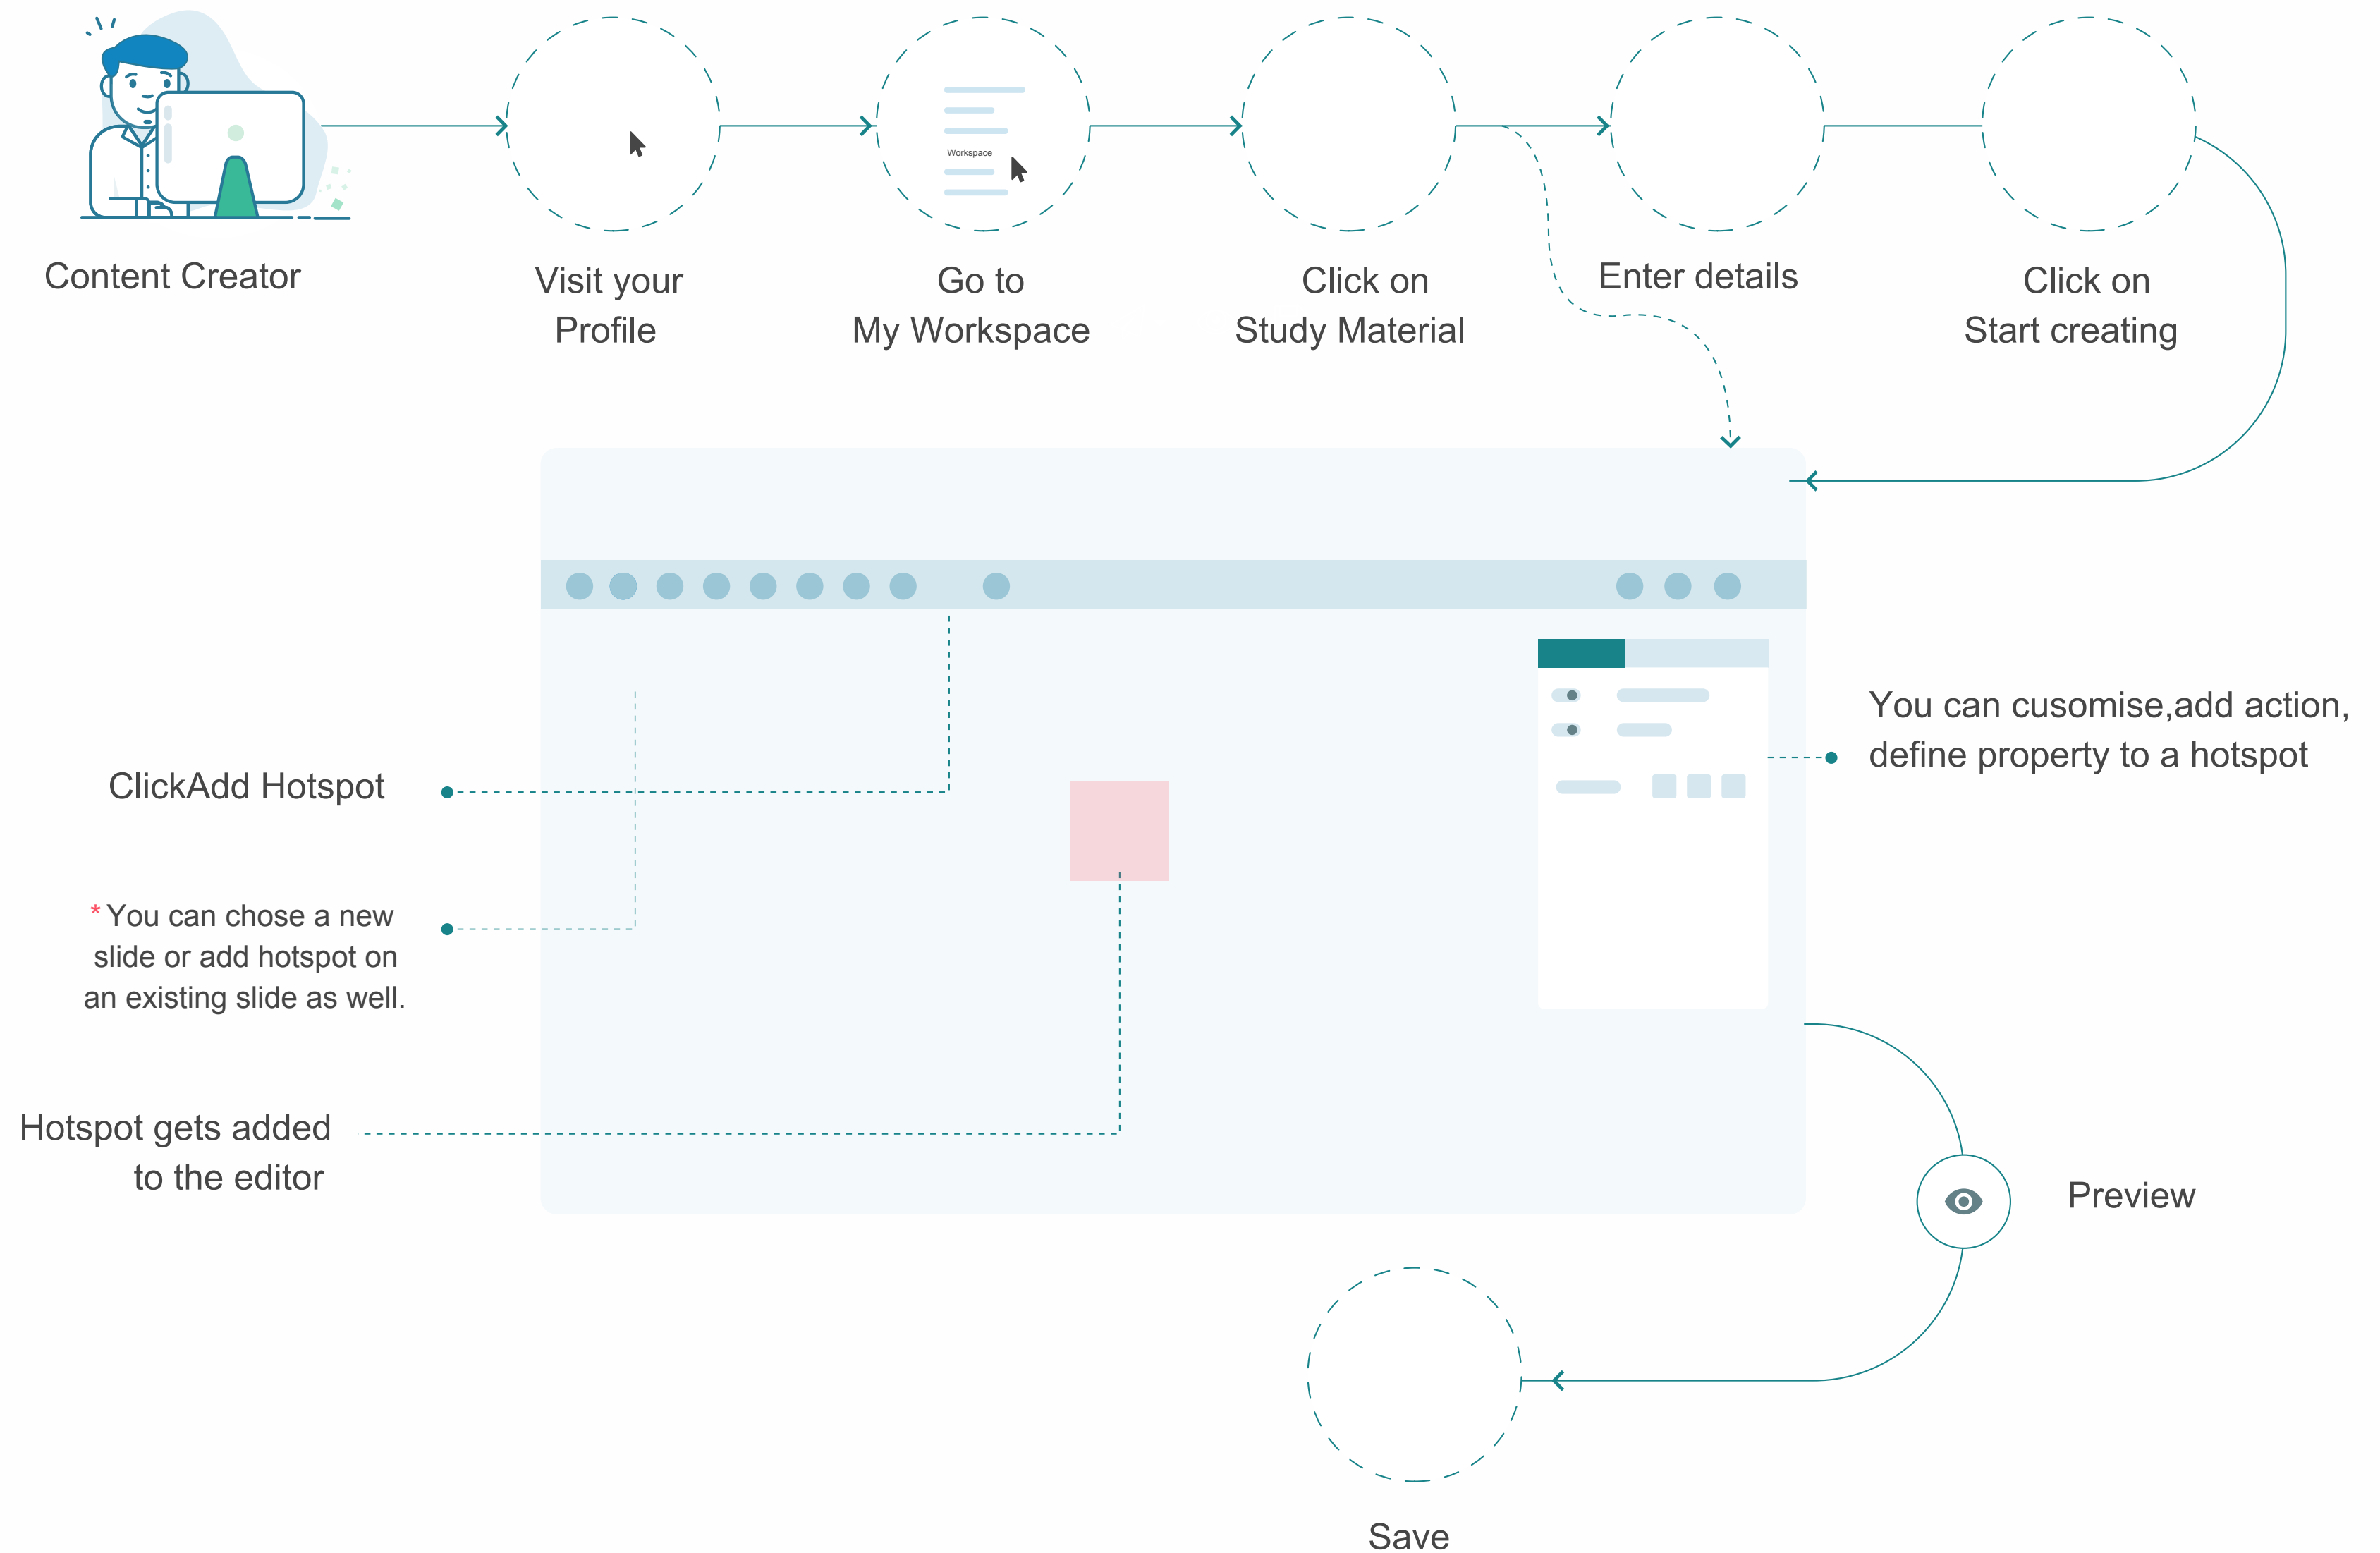 Workspace
Content Creator
Visit your
Profile
Go to
My Workspace
Click on
Study Material
Enter details
Click on
Start creating
You can cusomise,add action,
define property to a hotspot
ClickAdd Hotspot
* You can chose a new
slide or add hotspot on
an existing slide as well.
Hotspot gets added
to the editor
Preview
Save